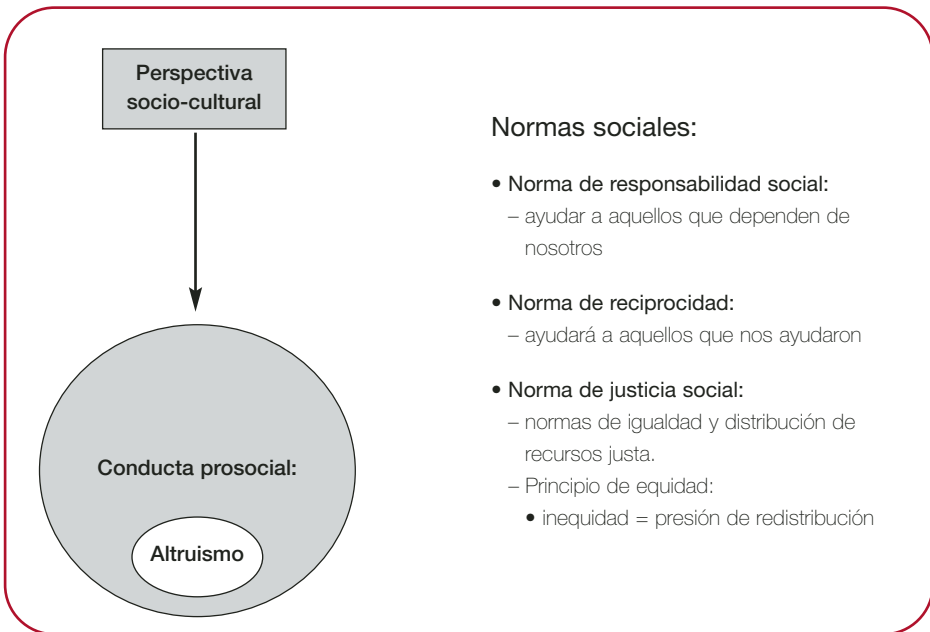 Perspectiva
socio-cultural
Conducta prosocial:
Altruismo
Normas sociales:
• Norma de responsabilidad social:
– ayudar a aquellos que dependen de
nosotros
• Norma de reciprocidad:
– ayudará a aquellos que nos ayudaron
• Norma de justicia social:
– normas de igualdad y distribución de
recursos justa.
– Principio de equidad:
• inequidad = presión de redistribución